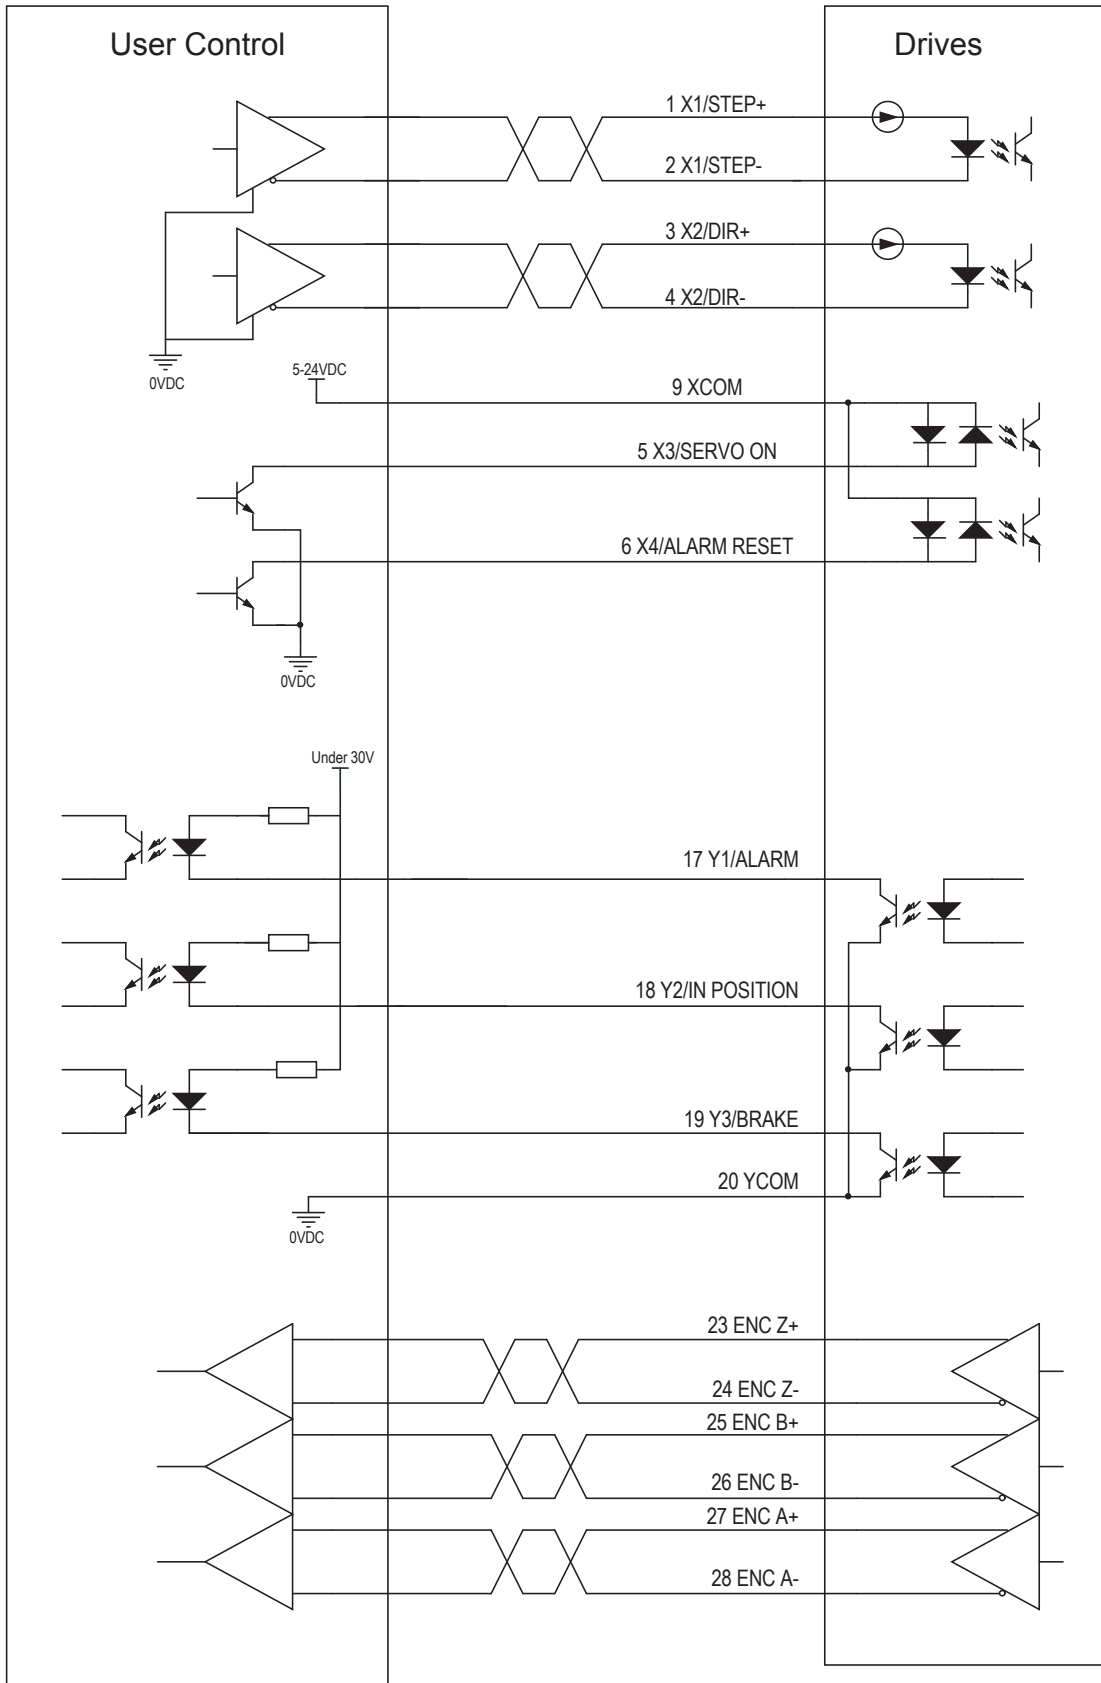 User Control
Drives
1 X1/STEP+
2 X1/STEP-
3 X2/DIR+
4 X2/DIR-
0VDC
5-24VDC
9 XCOM
5 X3/SERVO ON
6 X4/ALARM RESET
0VDC
Under 30V
17 Y1/ALARM
18 Y2/IN POSITION
19 Y3/BRAKE
20 YCOM
0VDC
23 ENC Z+
24 ENC Z-
25 ENC B+
26 ENC B-
27 ENC A+
28 ENC A-